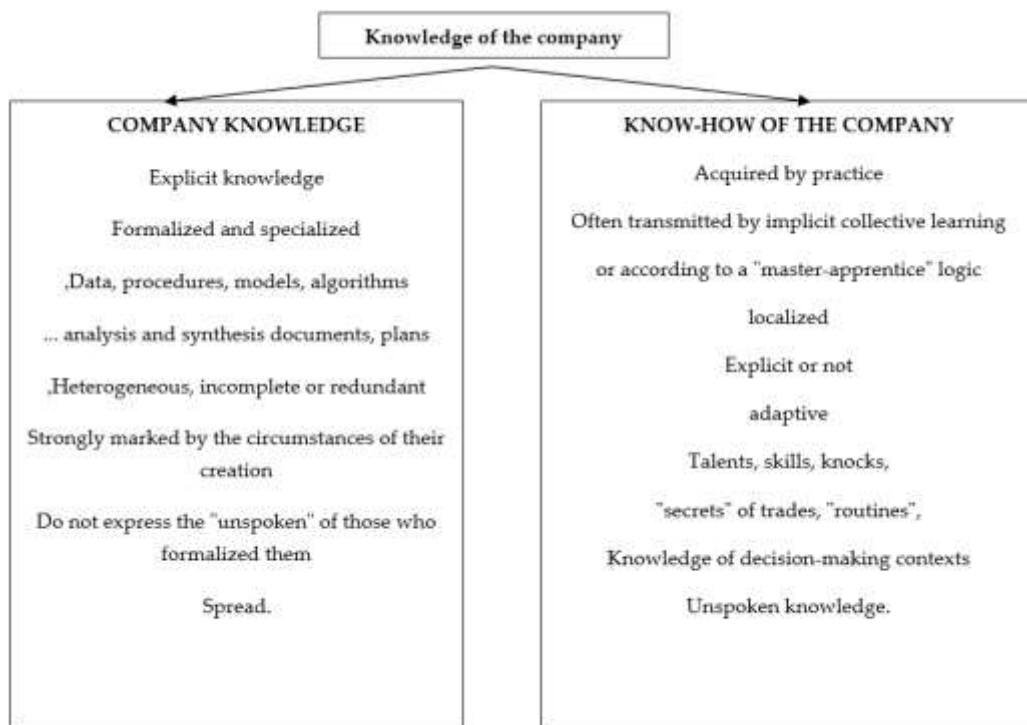 Knowledge of the company
COMPANY KNOWLEDGE
Explicit knowledge
Formalized and specialized
.Data, procedures, models, algorithms
... analysis and synthesis documents, plans
.Heterogeneous, incomplete or redundant
Strongly marked by the circumstances of their
creation
Do not express the "unspoken" of those who
formalized them
Spread.
KNOW-HOW OF THE COMPANY
Acquired by practice
Often transmitted by implicit collective learning
or according to a "master-apprentice" logic
localized
Explicit or not
adaptive
Talents, skills, knocks,
"secrets" of trades, "routines",
Knowledge of decision-making contexts
Unspoken knowledge.